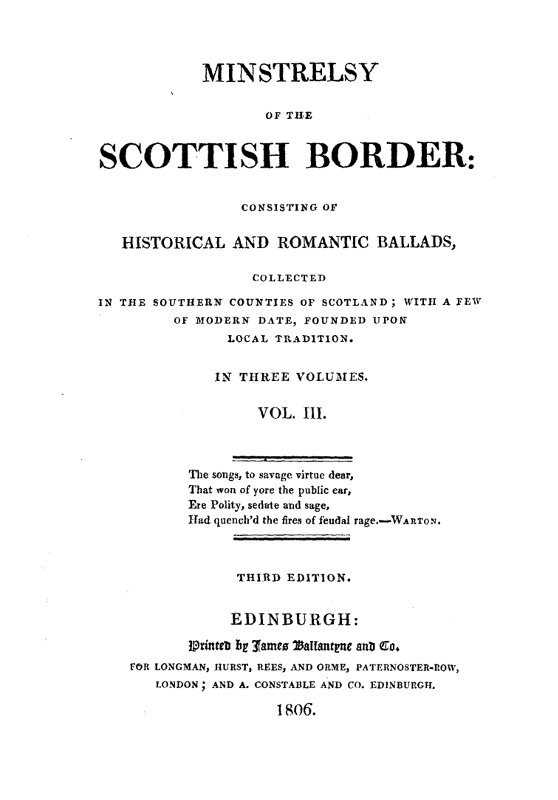 MINSTRELSY
OF THE
SCOTTISH BORDER:
CONSISTING OF
HISTORICAL AND ROMANTIC BALLADS,
COLLECTED
IN THE SOUTHERN COUNTIES OF SCOTLAND; WITH A FEW
OF MODERN DATE, FOUNDED UPON
LOCAL TRADITION.
IN THREE VOLUMES.
VOL. III.
The songs, to savage virtue dear,
That won of yore the public ear,
Ere Polity, sedate and sage,
Had quench'd the fires of feudal rage.—WARTON.
THIRD EDITION.
EDINBURGH:
Printed by James Ballantyne and Co.
FOR LONGMAN, HURST, REES, AND ORME, PATERNOSTER-ROW,
LONDON; AND A. CONSTABLE AND CO. EDINBURGH.
1806.